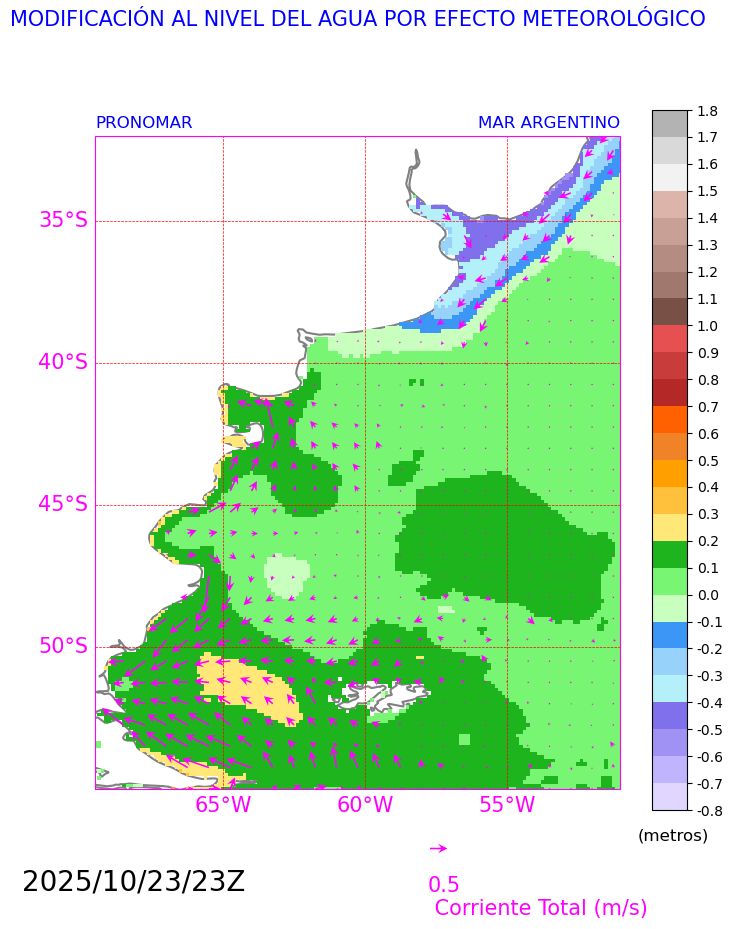 MODIFICACIÓN AL NIVEL DEL AGUA POR EFECTO METEOROLÓGICO
PRONOMAR
MAR ARGENTINO
35°S
40°S
45°S
50°S
65°W
60°W
55°W
1.8
1.7
1.6
1.5
1.4
1.3
1.2
1.1
1.0
0.9
0.8
0.7
0.6
0.5
0.4
0.3
0.2
0.1
0.0
-0.1
-0.2
-0.3
-0.4
-0.5
-0.6
-0.7
-0.8
(metros)
2025/10/23/23Z
0.5
Corriente Total (m/s)